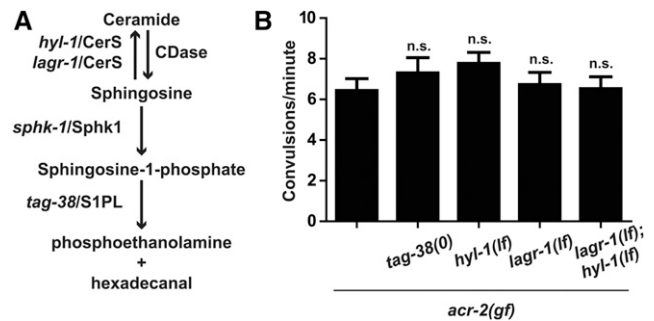 A
Ceramide
hyl-1/CerS
lagr-1/CerS
CDase
Sphingosine
sphk-1/Sphk1
Sphingosine-1-phosphate
tag-38/S1PL
phosphoethanolamine
+
hexadecanal
B
Convulsions/minute
10
8
6
4
2
0
n.s.
n.s.
n.s.
n.s.
tag-38(0)
hyl-1(lf)
lagr-1(lf)
lagr-1(lf);
hyl-1(lf)
acr-2(gf)